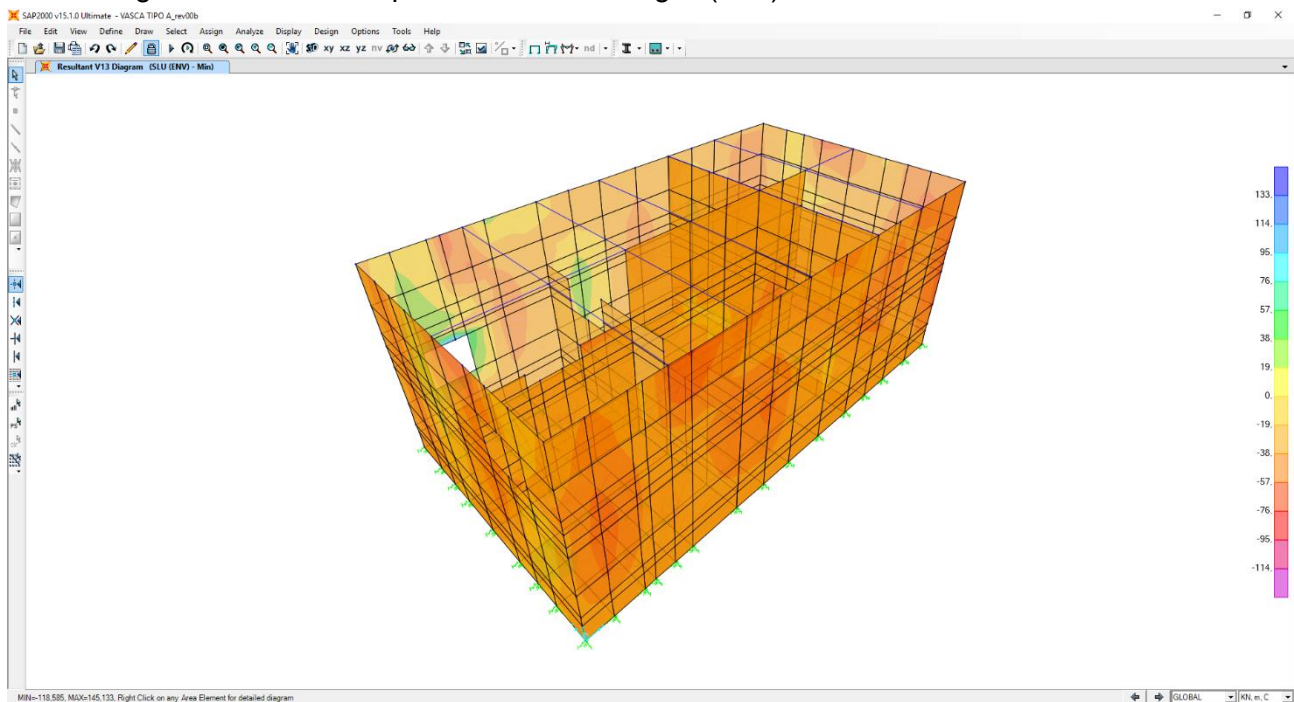 SAP2000 v15.1.0 Ultimate - VASCA TIPO A_rev00b
File Edit View Define Draw Select Assign Analyze Display Design Options Tools Help
xy xz yz nv nd
Resultant V13 Diagram (SLU (ENV) - Min)
133,
114,
95,
76,
57,
38,
19,
0,
-19,
-38,
-57,
-76,
-95,
-114,
MIN=-118,585, MAX=145,133, Right Click on any Area Element for detailed diagram
GLOBAL
KN, m, C